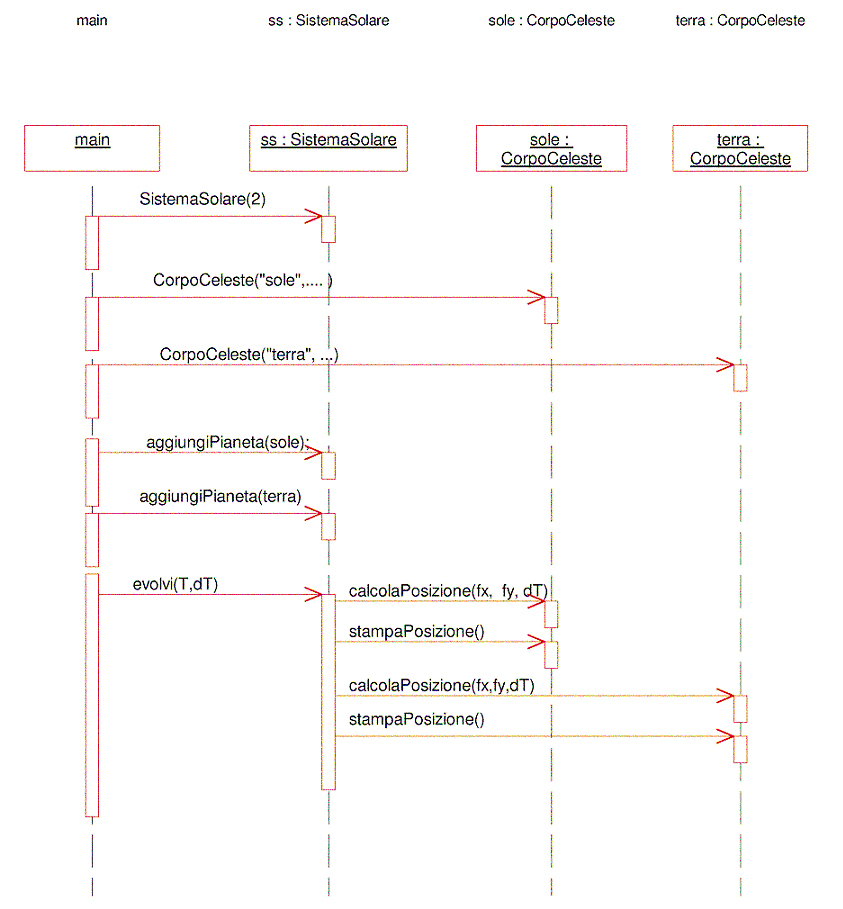 main
ss : SistemaSolare
sole : CorpoCeleste
terra : CorpoCeleste
main
ss : SistemaSolare
sole :
CorpoCeleste
terra :
CorpoCeleste
SistemaSolare(2)
CorpoCeleste("sole",.... )
CorpoCeleste("terra", ...)
aggiungiPianeta(sole);
aggiungiPianeta(terra)
evolvi(T,dT)
calcolaPosizione(fx, fy, dT)
stampaPosizione()
calcolaPosizione(fx,fy,dT)
stampaPosizione()